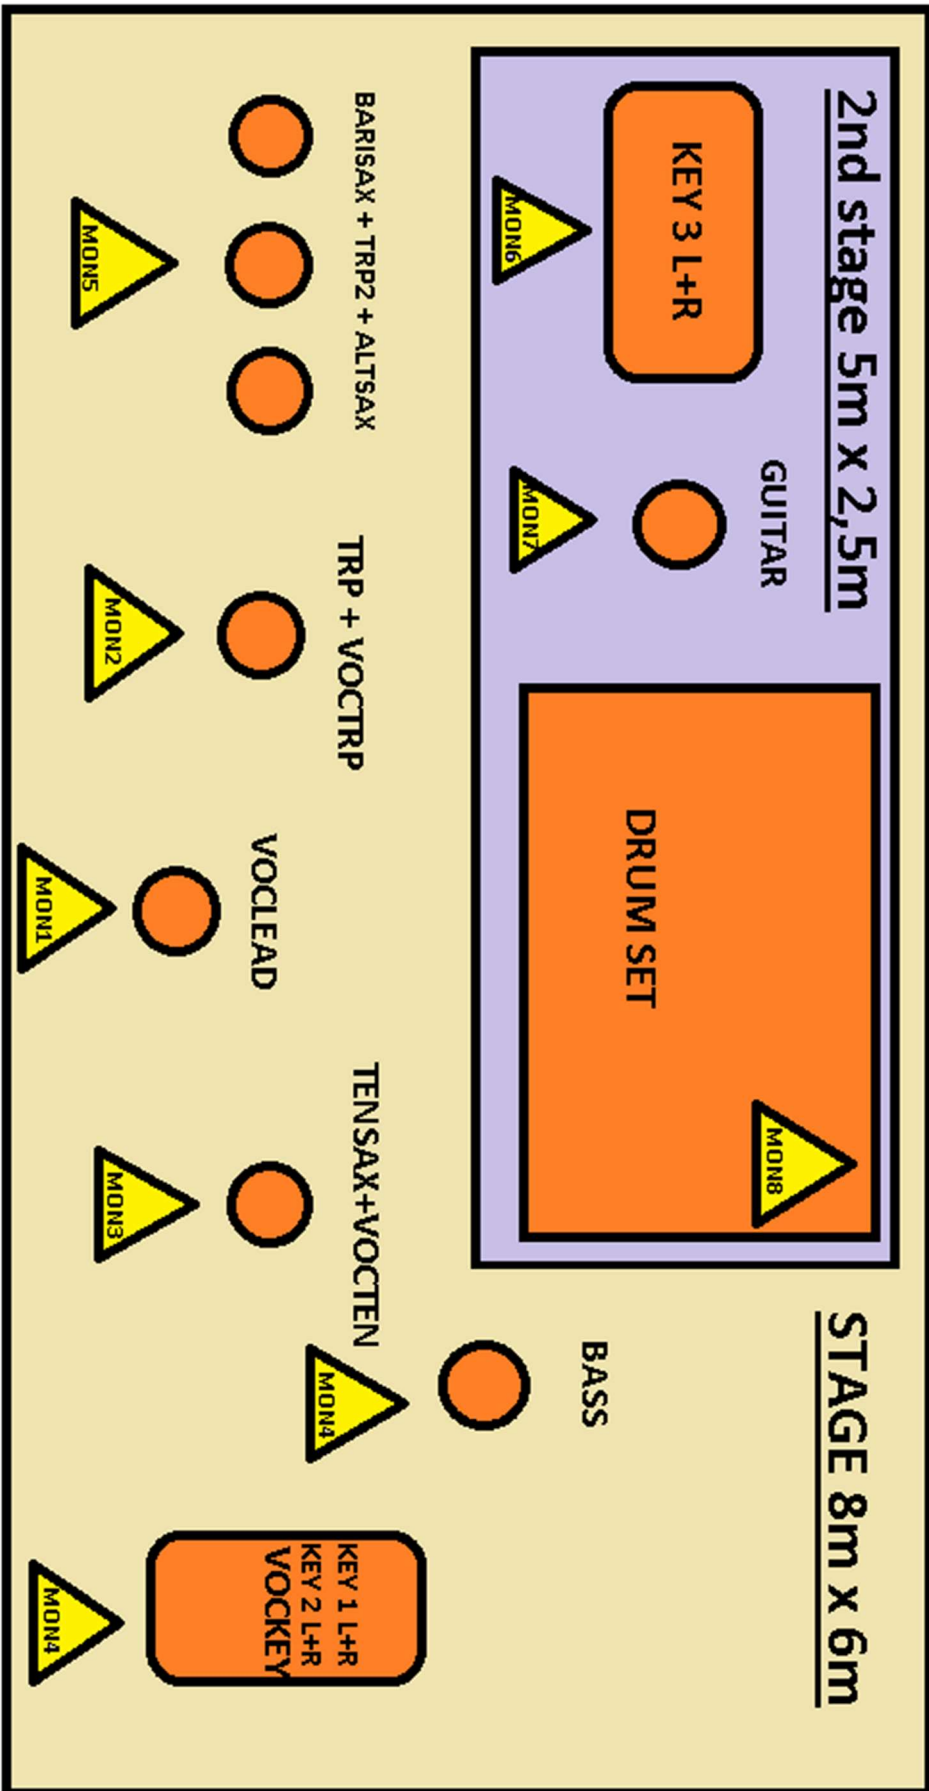 2nd stage 5m x 2,5m
STAGE 8m x 6m
KEY 3 L+R
MON6
GUITAR
MON7
DRUM SET
MON8
BASS
MON4
BARISAX + TRP2 + ALTSAX
MON5
TRP + VOCTRP
MON2
VOCLEAD
MON1
TENSAX+VOCTEN
MON3
KEY 1 L+R
KEY 2 L+R
VOCKEY
MON4